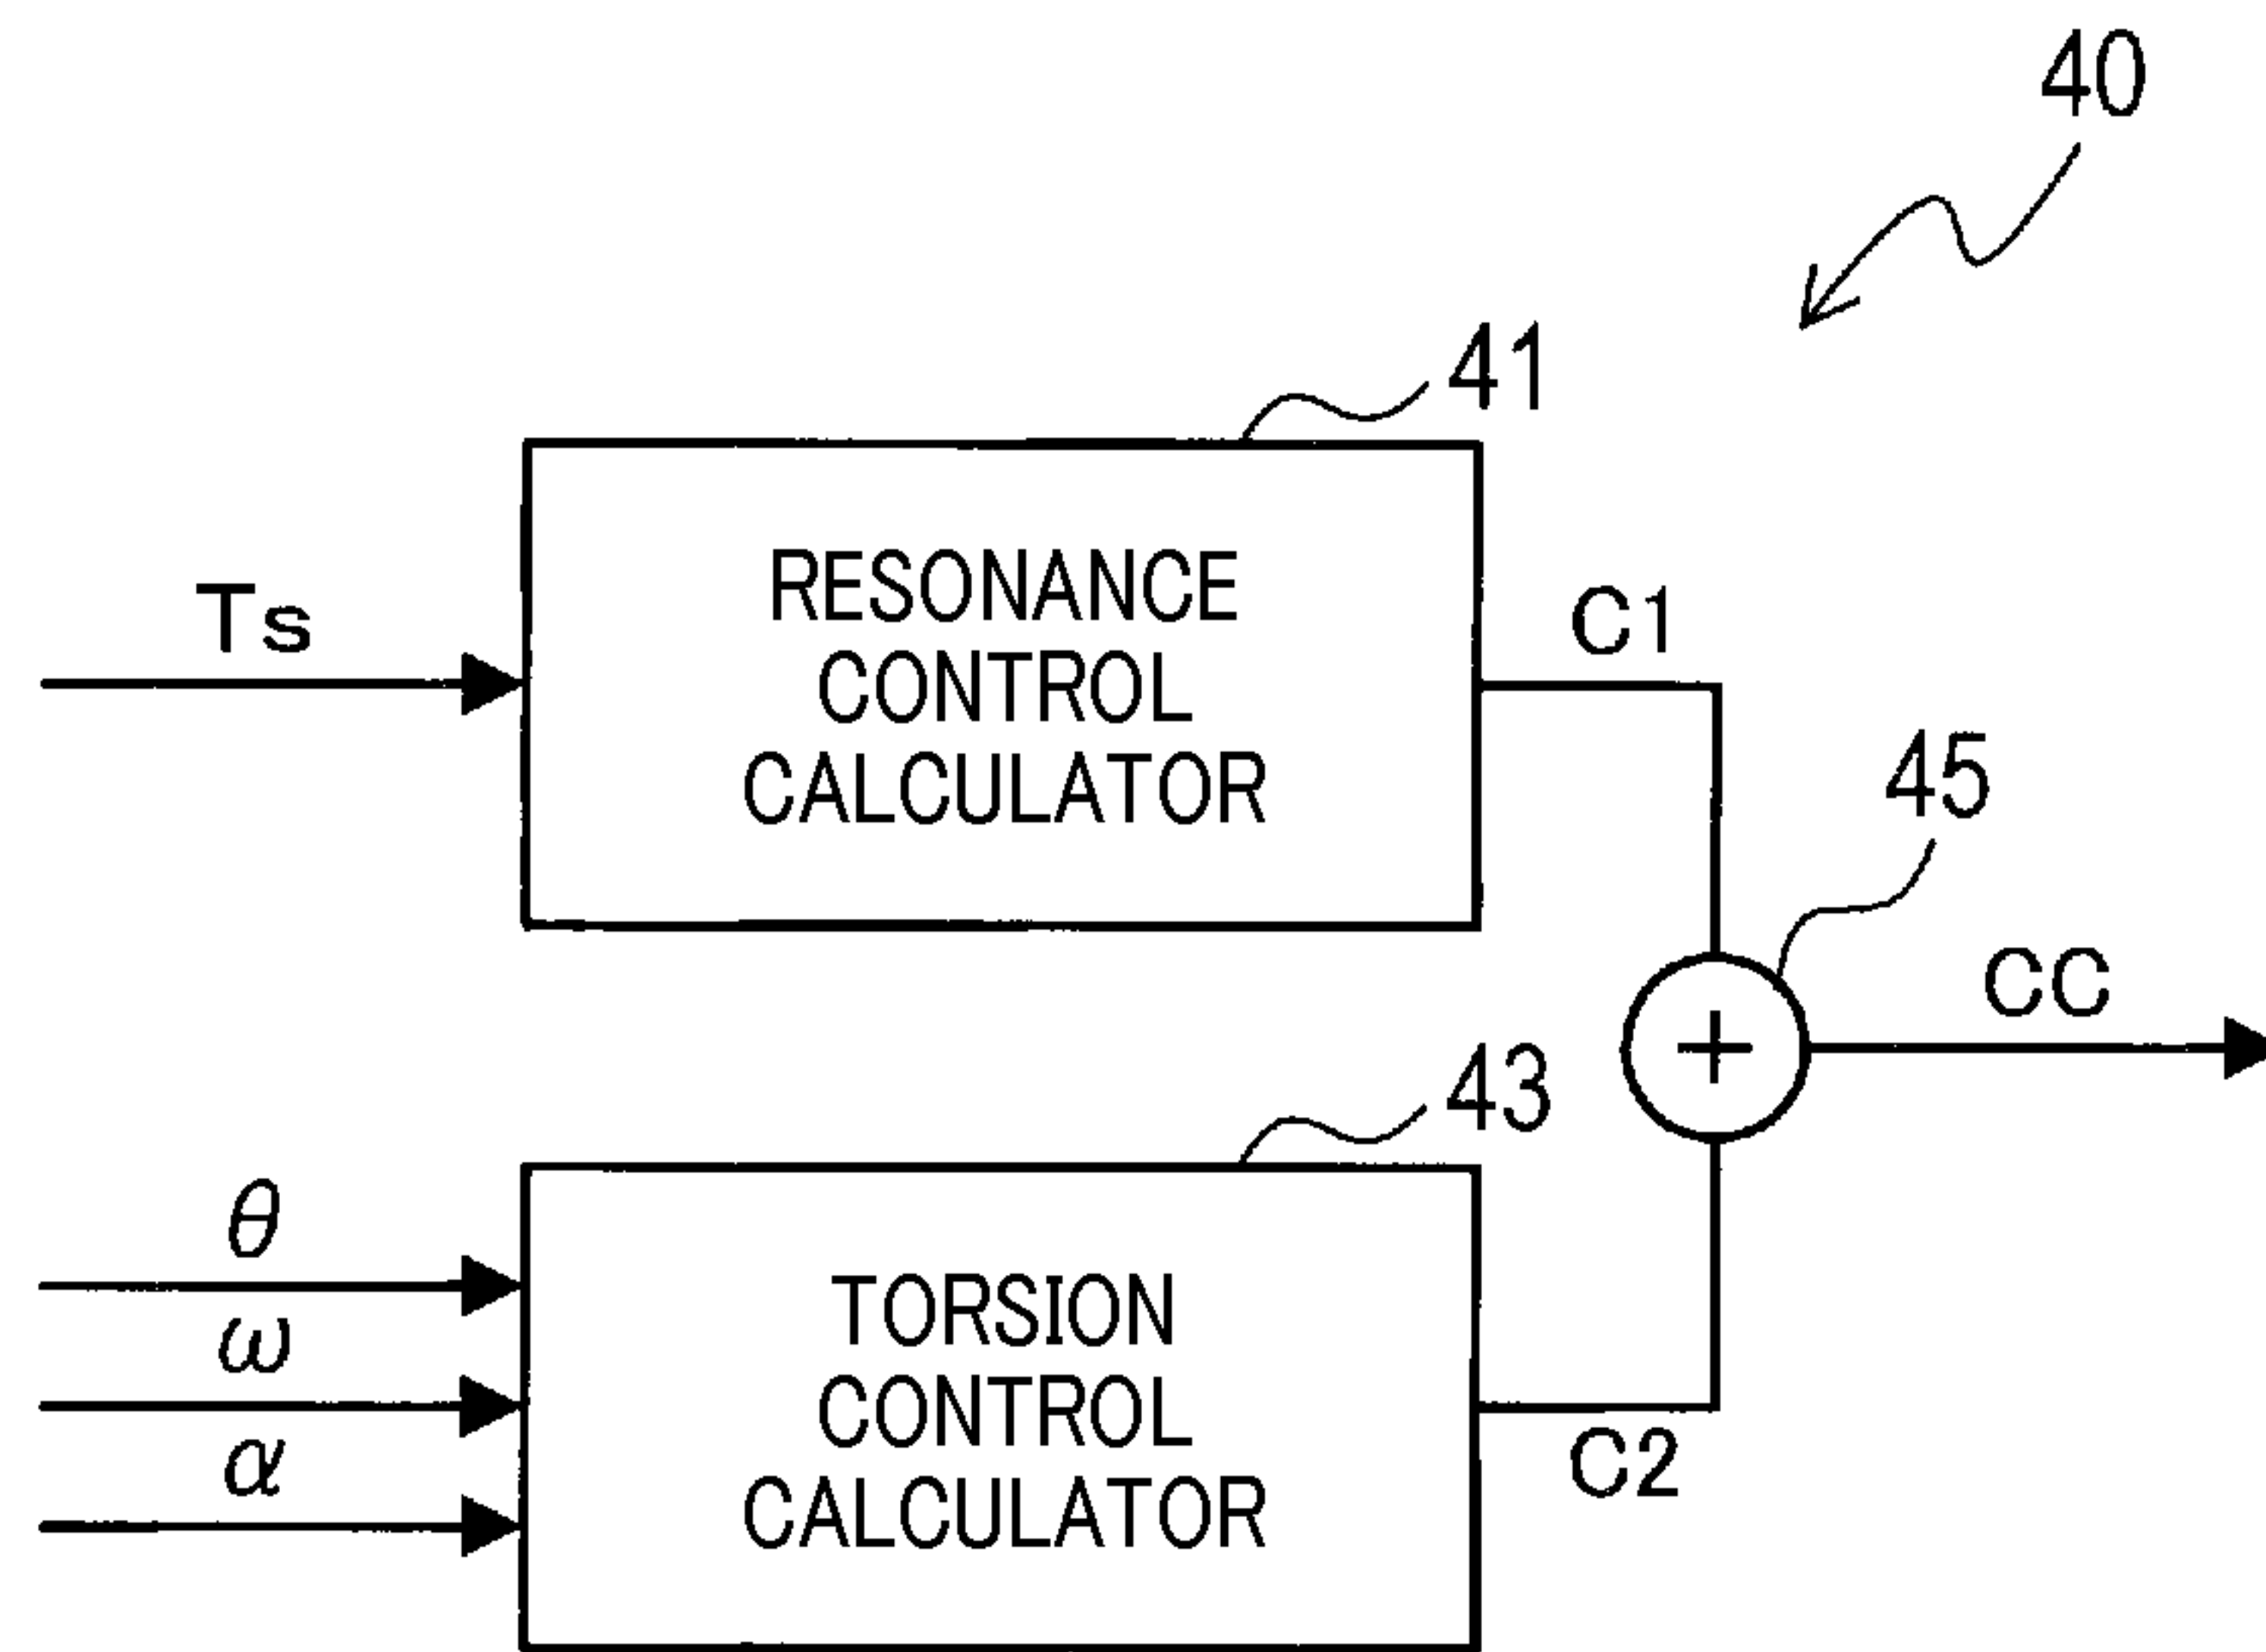 40
41
RESONANCE
CONTROL
CALCULATOR
Ts
C1
45
CC
43
TORSION
CONTROL
CALCULATOR
θ
ω
α
C2